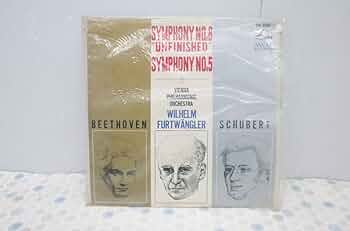 SYMPHONY NO.8
"UNFINISHED"
SYMPHONY NO.5
VIENNA
PHILHARMONIC
ORCHESTRA
WILHELM
FURTWÄNGLER
BEETHOVEN
SCHUBERT